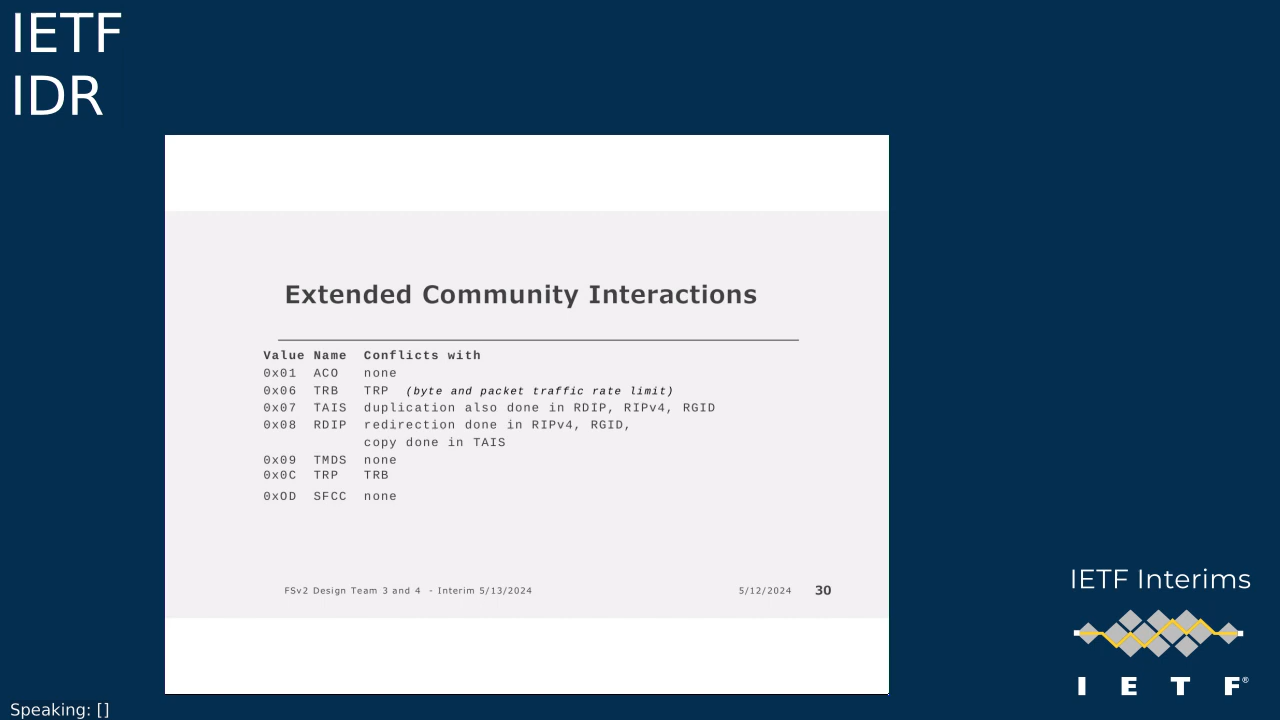 IETF
IDR
Extended Community Interactions
Value Name Conflicts with
0x01 ACO none
0x06 TRB TRP (byte and packet traffic rate limit)
0x07 TAIS duplication also done in RDIP, RIPv4, RGID
0x08 RDIP redirection done in RIPv4, RGID,
copy done in TAIS
0x09 TMDS none
0x0C TRP TRB
0xOD SFCC none
FSv2 Design Team 3 and 4 - Interim 5/13/2024 5/12/2024 30
IETF Interims
I E T F®
Speaking: []